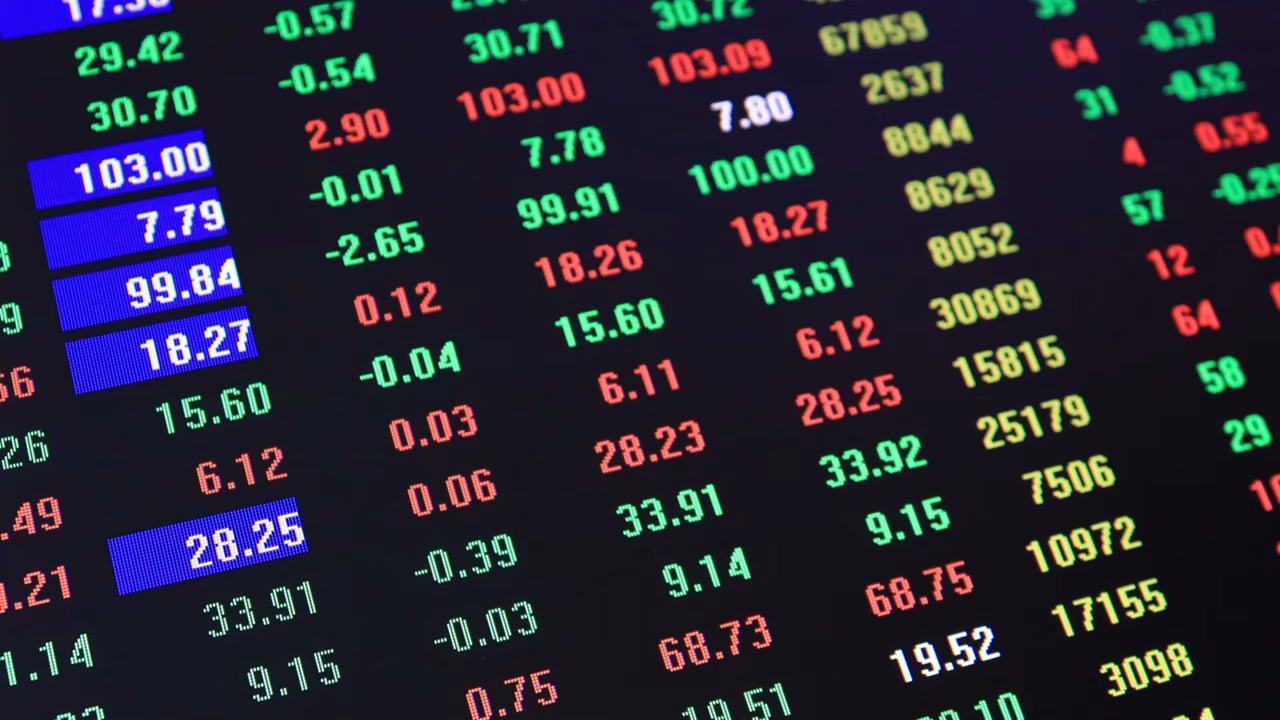 17.38
29.42 -0.57
30.70 -0.54 30.71 30.72
103.00 2.90 103.00 103.09 67859 39
7.79 -0.01 7.78 7.80 2637 64 -0.37
99.84 -2.65 99.91 100.00 8844 31 -0.52
18.27 0.12 18.26 18.27 8629 4 0.55
15.60 -0.04 15.60 15.61 8052 57
6.12 0.03 6.11 6.12 30869 12
28.25 0.06 28.23 28.25 15815 64
33.91 -0.39 33.91 33.92 25179 58
9.15 -0.03 9.14 9.15 7506 29
0.75 68.73 68.75 10972
19.51 19.52 17155
3098